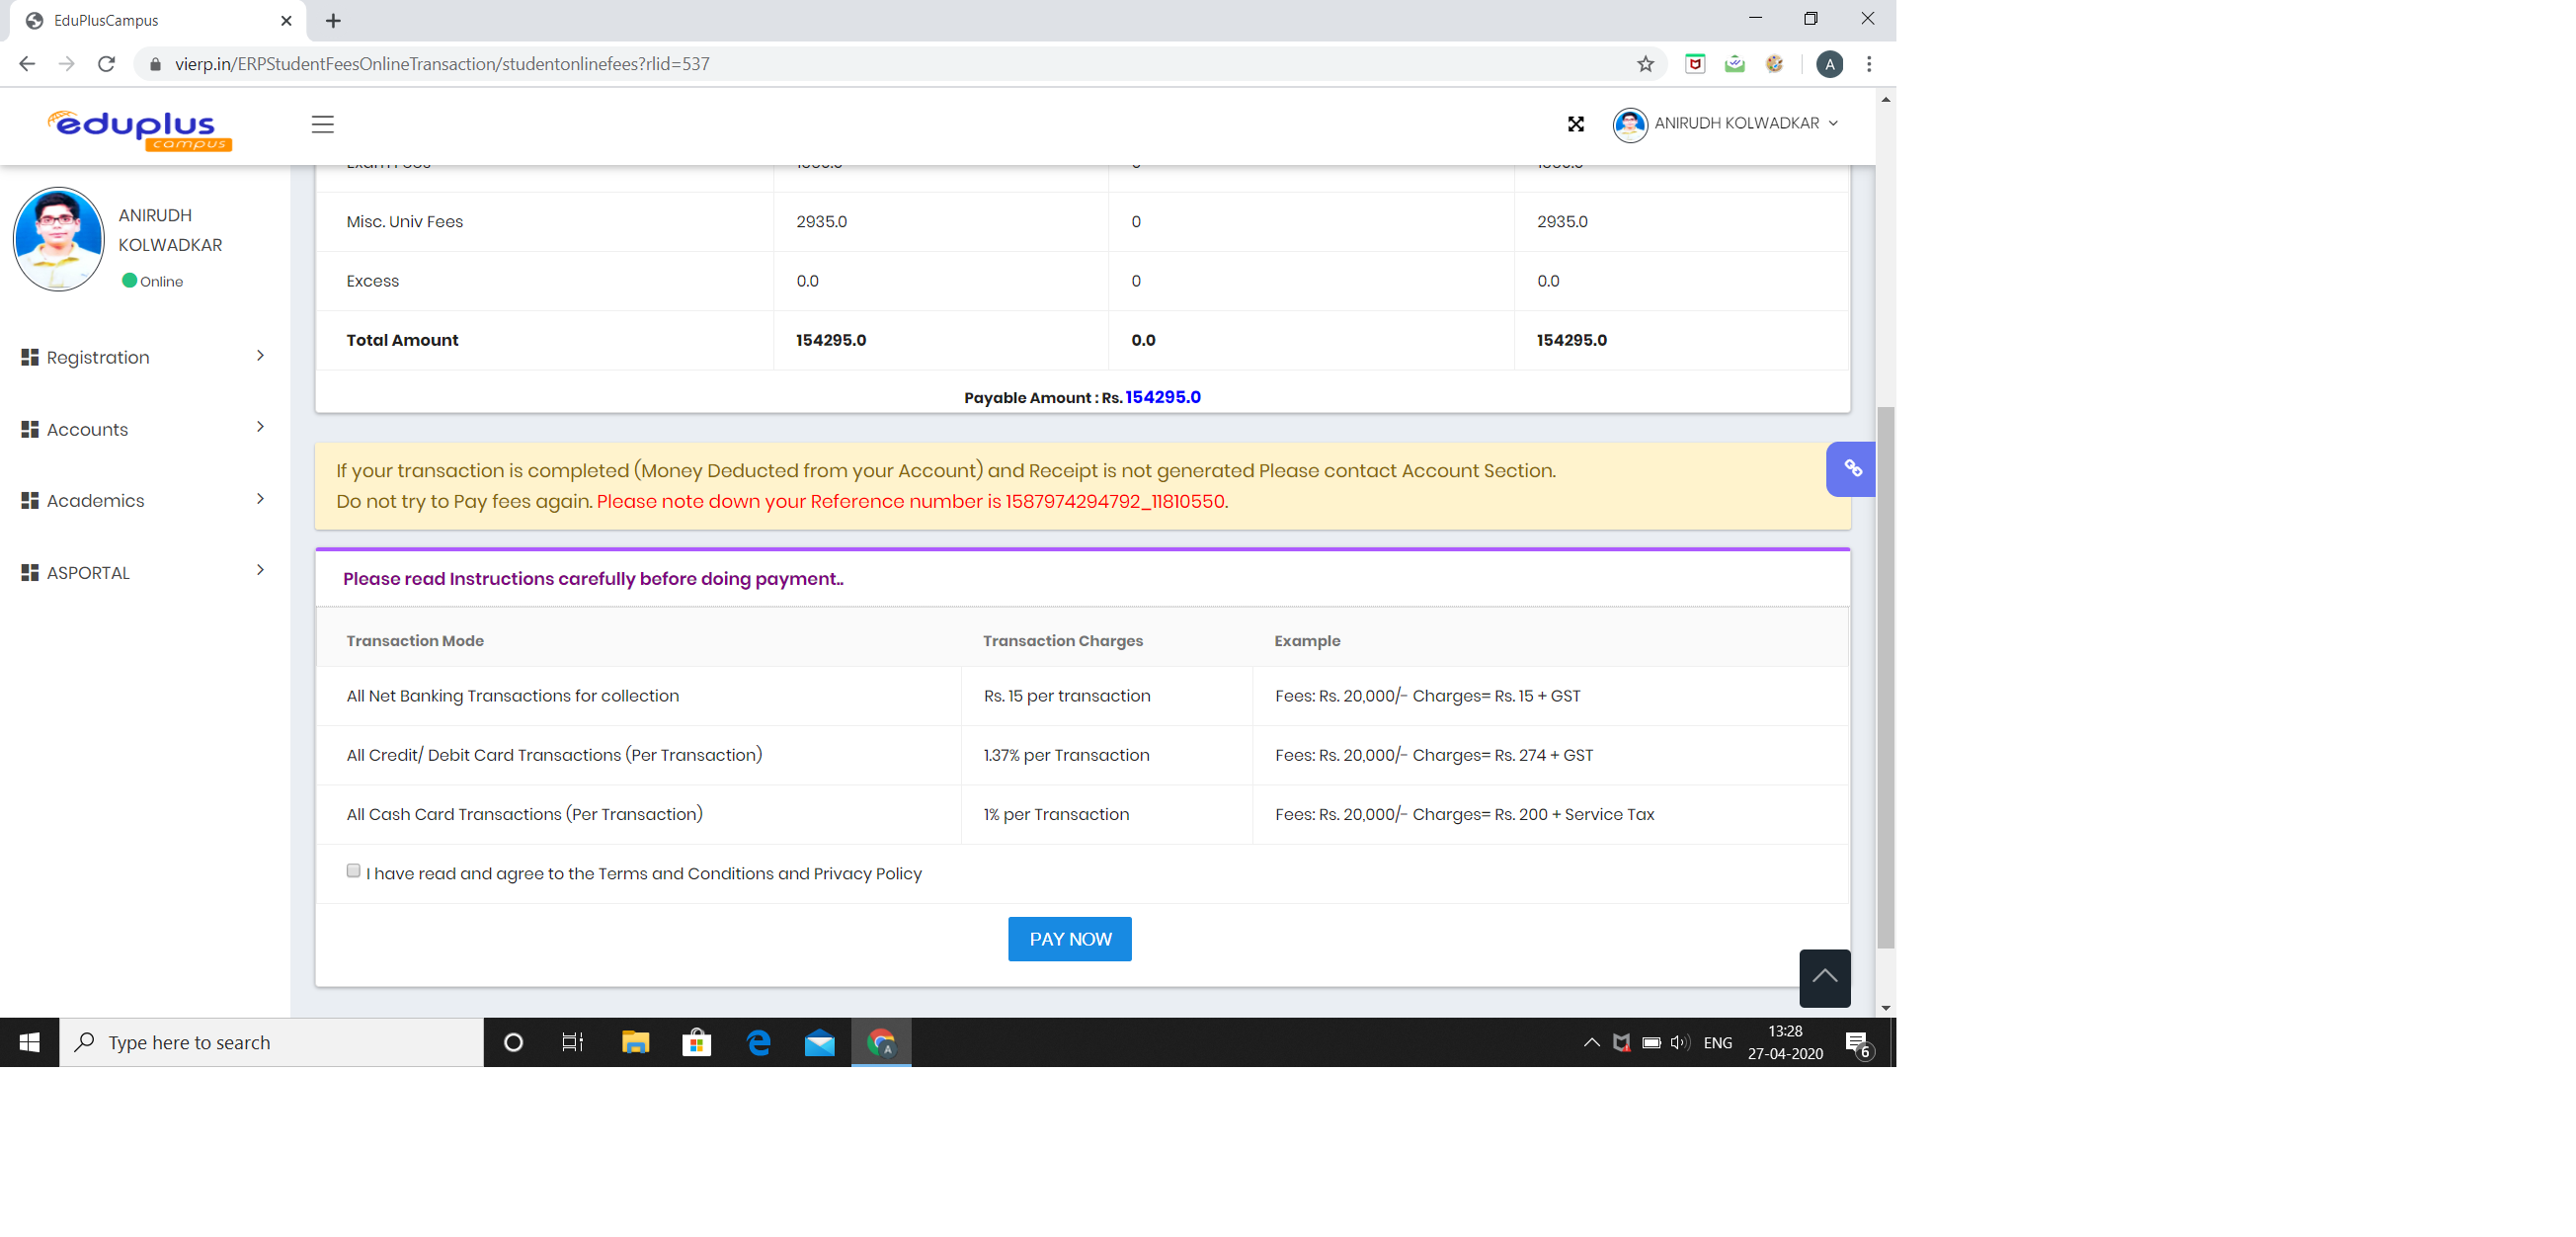 EduPlusCampus
vierp.in/ERPStudentFeesOnlineTransaction/studentonlinefees?rlid=537
A
eduplus
campus
ANIRUDH KOLWADKAR
ANIRUDH
KOLWADKAR
Online
Registration
Accounts
Academics
ASPORTAL
Misc. Univ Fees 2935.0 0 2935.0
Excess 0.0 0 0.0
Total Amount 154295.0 0.0 154295.0
Payable Amount : Rs. 154295.0
If your transaction is completed (Money Deducted from your Account) and Receipt is not generated Please contact Account Section.
Do not try to Pay fees again. Please note down your Reference number is 1587974294792_11810550.
Please read Instructions carefully before doing payment..
Transaction Mode Transaction Charges Example
All Net Banking Transactions for collection Rs. 15 per transaction Fees: Rs. 20,000/- Charges= Rs. 15 + GST
All Credit/ Debit Card Transactions (Per Transaction) 1.37% per Transaction Fees: Rs. 20,000/- Charges= Rs. 274 + GST
All Cash Card Transactions (Per Transaction) 1% per Transaction Fees: Rs. 20,000/- Charges= Rs. 200 + Service Tax
I have read and agree to the Terms and Conditions and Privacy Policy
PAY NOW
Type here to search
A
ENG
13:28
27-04-2020
6